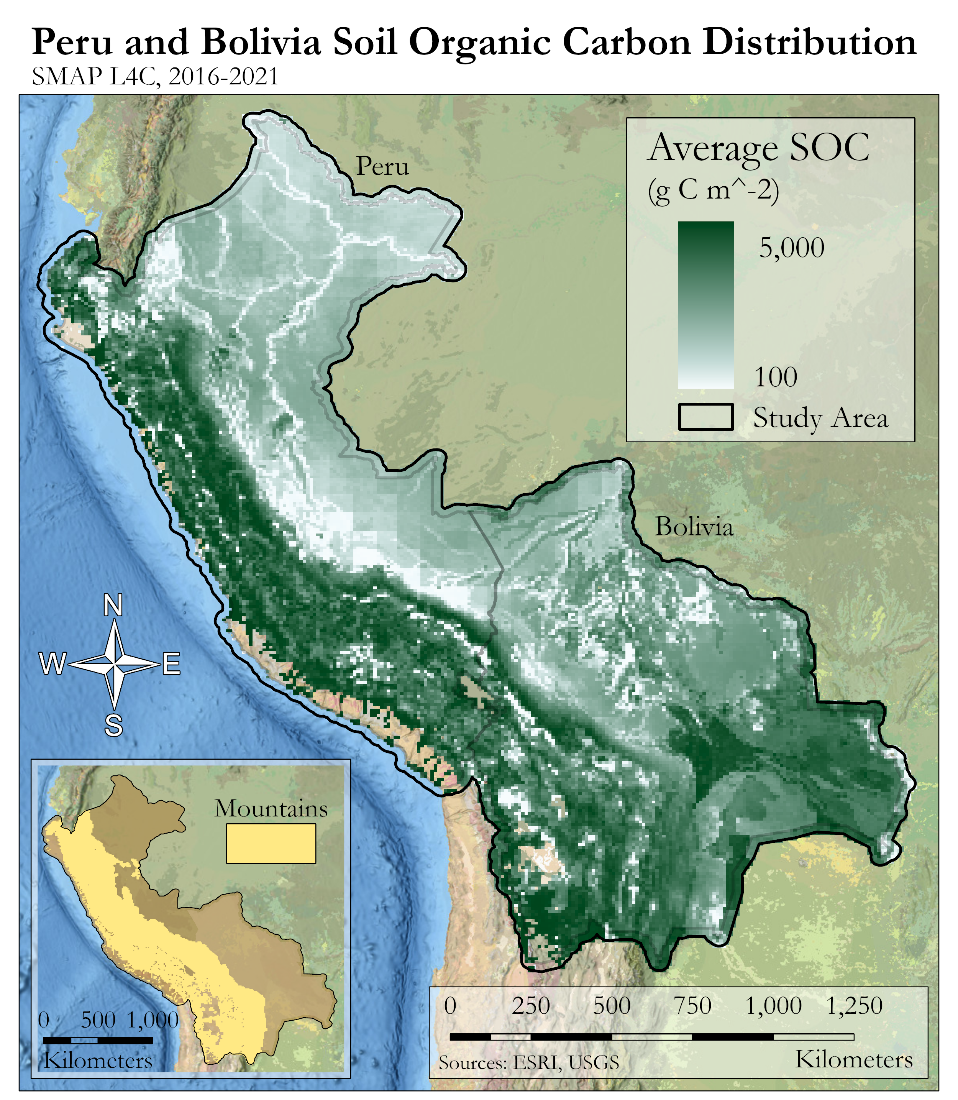 Peru and Bolivia Soil Organic Carbon Distribution
SMAP L4C, 2016-2021
Peru
Average SOC
(g C m^-2)
5,000
100
Study Area
Bolivia
N
W E
S
Mountains
0 500 1,000
Kilometers
0 250 500 750 1,000 1,250
Sources: ESRI, USGS Kilometers